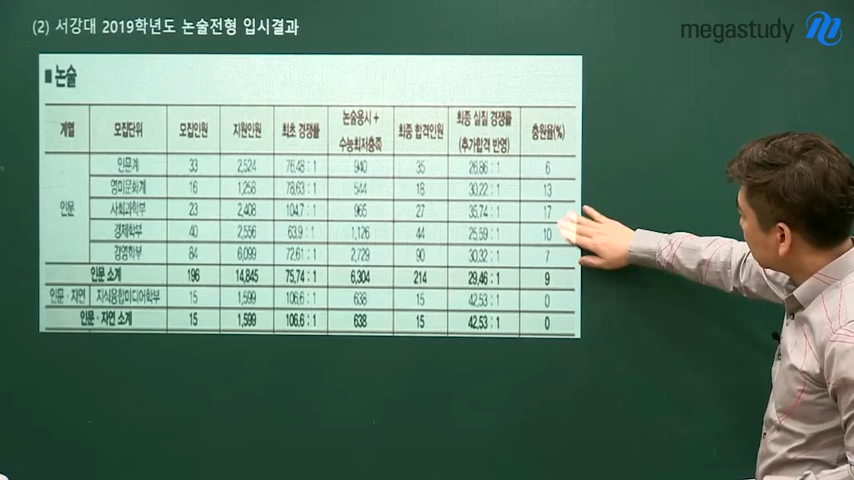 (2) 서강대 2019학년도 논술전형 입시결과
megastudy
■ 논술
계열 모집단위 모집인원 지원인원 최초 경쟁률 논술응시 + 수능최저충족 최종 합격인원 최종 실질 경쟁률 (추가합격 반영) 충원율(%)
인문 인문계 33 2,524 76.48 : 1 940 35 26.86 : 1 6
영미문화계 16 1,258 78.63 : 1 544 18 30.22 : 1 13
사회과학부 23 2,408 104.7 : 1 965 27 35.74 : 1 17
경제학부 40 2,556 63.9 : 1 1,126 44 25.59 : 1 10
경영학부 84 6,099 72.61 : 1 2,729 90 30.32 : 1 7
인문 소계 196 14,845 75.74 : 1 6,304 214 29.46 : 1 9
인문·자연 지식융합미디어학부 15 1,599 106.6 : 1 638 15 42.53 : 1 0
인문·자연 소계 15 1,599 106.6 : 1 638 15 42.53 : 1 0